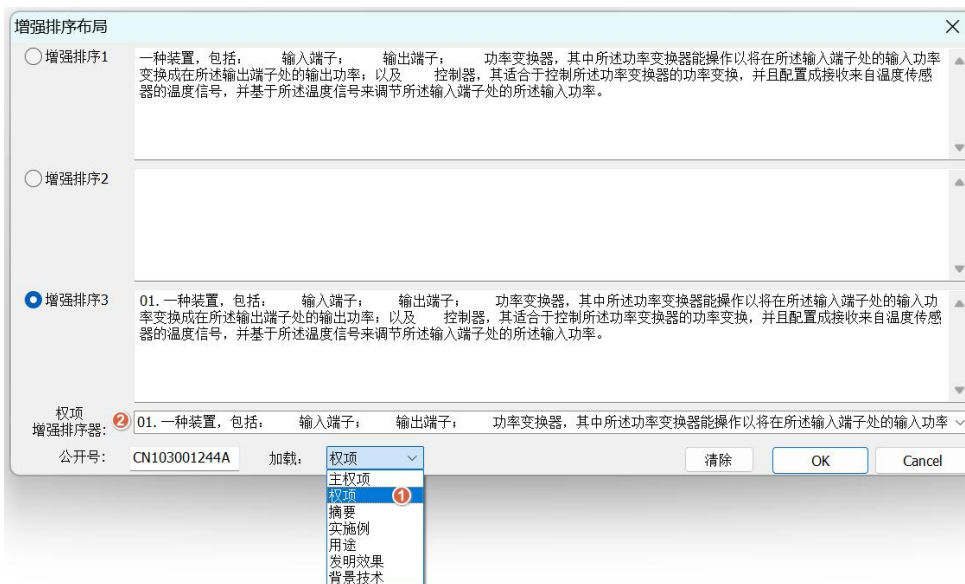 增强排序布局
增强排序1
一种装置，包括： 输入端子； 输出端子； 功率变换器，其中所述功率变换器能操作以将在所述输入端子处的输入功率
变换成在所述输出端子处的输出功率；以及 控制器，其适合于控制所述功率变换器的功率变换，并且配置成接收来自温度传感
器的温度信号，并基于所述温度信号来调节所述输入端子处的所述输入功率。
增强排序2
增强排序3
01.一种装置，包括： 输入端子； 输出端子； 功率变换器，其中所述功率变换器能操作以将在所述输入端子处的输入功
率变换成在所述输出端子处的输出功率；以及 控制器，其适合于控制所述功率变换器的功率变换，并且配置成接收来自温度传感
器的温度信号，并基于所述温度信号来调节所述输入端子处的所述输入功率。
权项
增强排序器: 2 01.一种装置，包括： 输入端子； 输出端子； 功率变换器，其中所述功率变换器能操作以将在所述输入端子处的输入功率
公开号: CN103001244A 加载: 权项 清除 OK Cancel
主权项
权项 1
摘要
实施例
用途
发明效果
背景技术